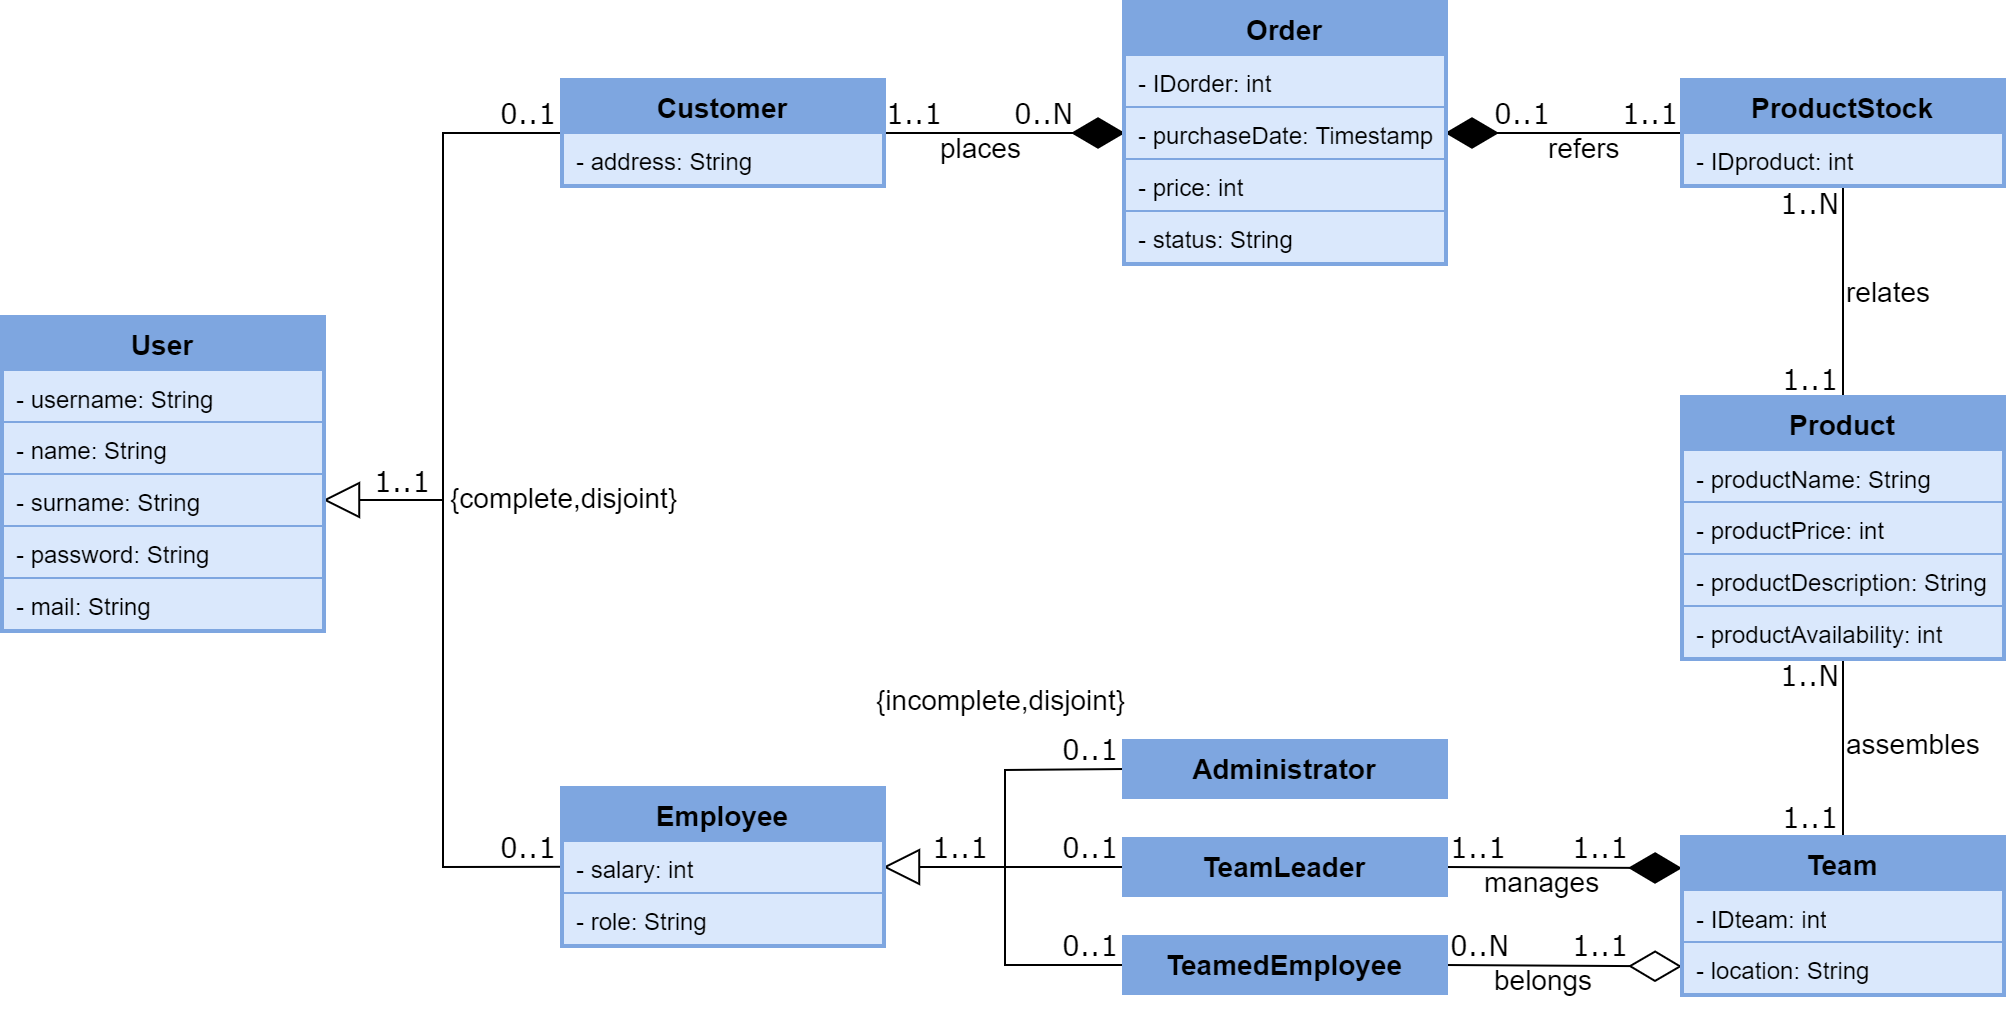 Order
- IDorder: int
- purchaseDate: Timestamp
- price: int
- status: String
Customer
- address: String
0..1
1..1
0..N
places
0..1
1..1
refers
ProductStock
- IDproduct: int
1..N
relates
1..1
User
- username: String
- name: String
- surname: String
- password: String
- mail: String
1..1
{complete,disjoint}
Product
- productName: String
- productPrice: int
- productDescription: String
- productAvailability: int
1..N
assembles
1..1
{incomplete,disjoint}
0..1
Employee
- salary: int
- role: String
1..1
0..1
Administrator
0..1
TeamLeader
1..1
1..1
manages
0..1
TeamedEmployee
0..N
1..1
belongs
Team
- IDteam: int
- location: String